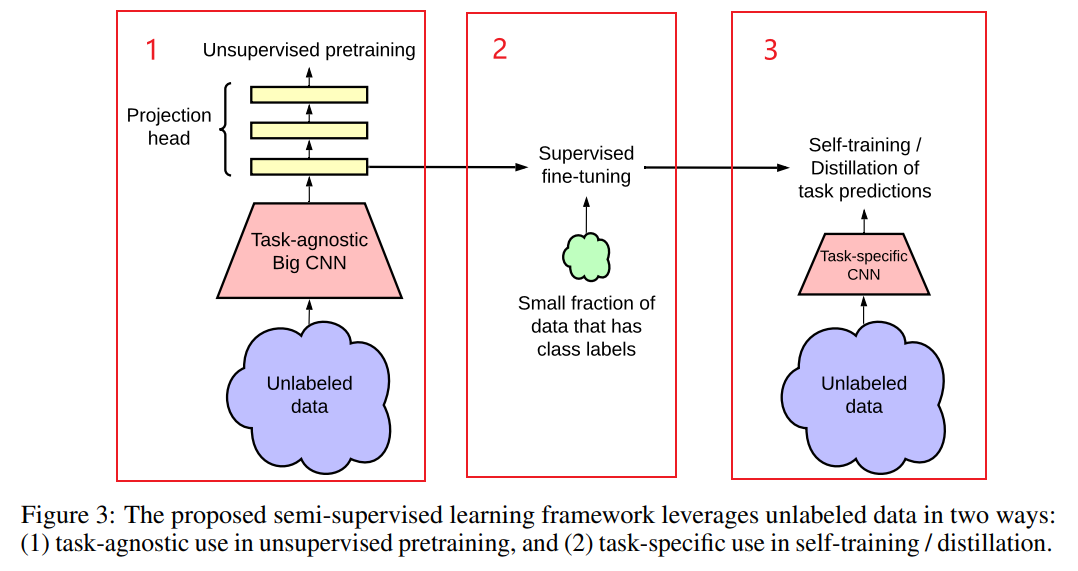 1
Unsupervised pretraining
Projection
head
Task-agnostic
Big CNN
Unlabeled
data
2
Supervised
fine-tuning
Small fraction of
data that has
class labels
3
Self-training /
Distillation of
task predictions
Task-specific
CNN
Unlabeled
data
Figure 3: The proposed semi-supervised learning framework leverages unlabeled data in two ways:
(1) task-agnostic use in unsupervised pretraining, and (2) task-specific use in self-training / distillation.